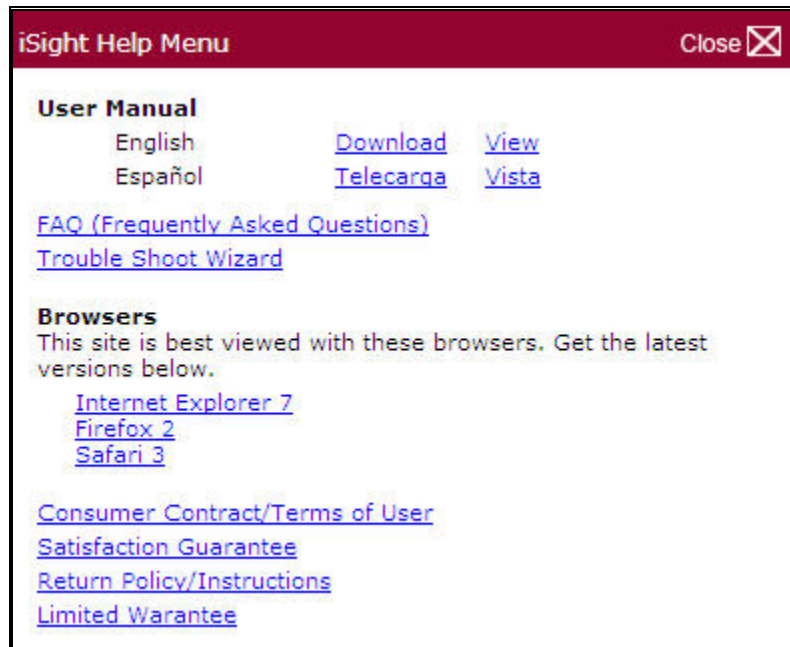 iSight Help Menu Close
User Manual
English Download View
Español Telecarga Vista
FAQ (Frequently Asked Questions)
Trouble Shoot Wizard
Browsers
This site is best viewed with these browsers. Get the latest
versions below.
Internet Explorer 7
Firefox 2
Safari 3
Consumer Contract/Terms of User
Satisfaction Guarantee
Return Policy/Instructions
Limited Warantee